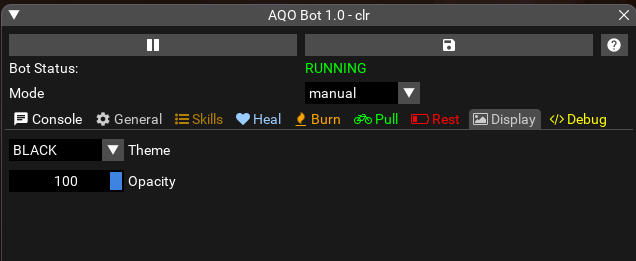 AQO Bot 1.0 - clr
Bot Status: RUNNING
Mode manual
Console General Skills Heal Burn Pull Rest Display Debug
BLACK Theme
100 Opacity